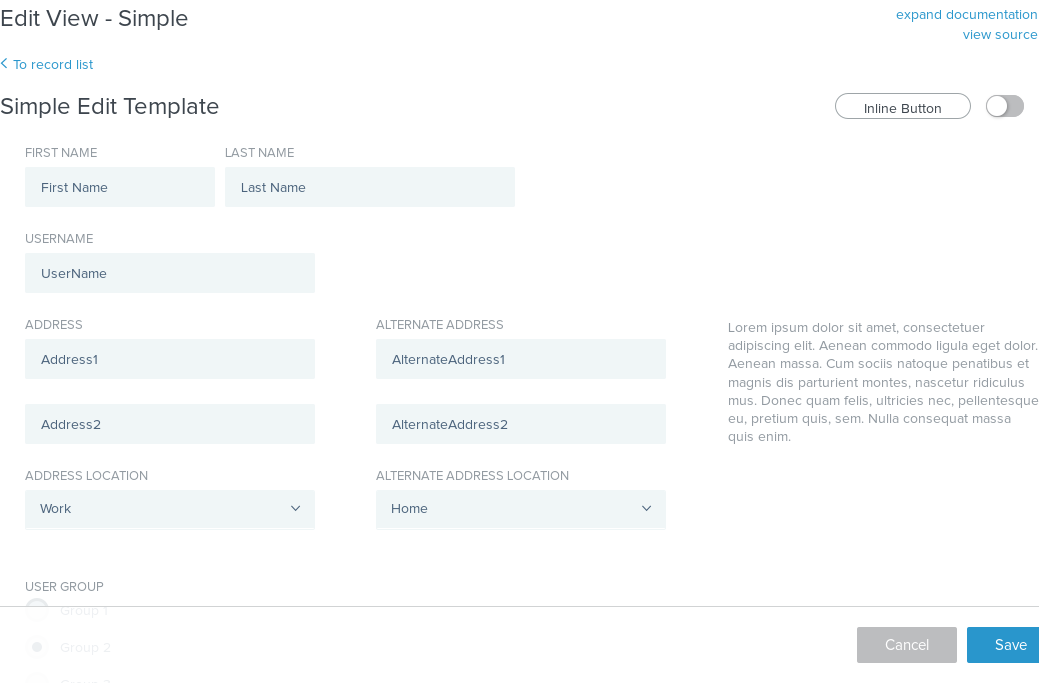 Edit View - Simple
expand documentation
view source
To record list
Simple Edit Template
Inline Button
FIRST NAME
LAST NAME
First Name
Last Name
USERNAME
UserName
ADDRESS
ALTERNATE ADDRESS
Address1
AlternateAddress1
Address2
AlternateAddress2
Lorem ipsum dolor sit amet, consectetuer
adipiscing elit. Aenean commodo ligula eget dolor.
Aenean massa. Cum sociis natoque penatibus et
magnis dis parturient montes, nascetur ridiculus
mus. Donec quam felis, ultricies nec, pellentesque
eu, pretium quis, sem. Nulla consequat massa
quis enim.
ADDRESS LOCATION
ALTERNATE ADDRESS LOCATION
Work
Home
USER GROUP
Group 1
Group 2
Cancel
Save